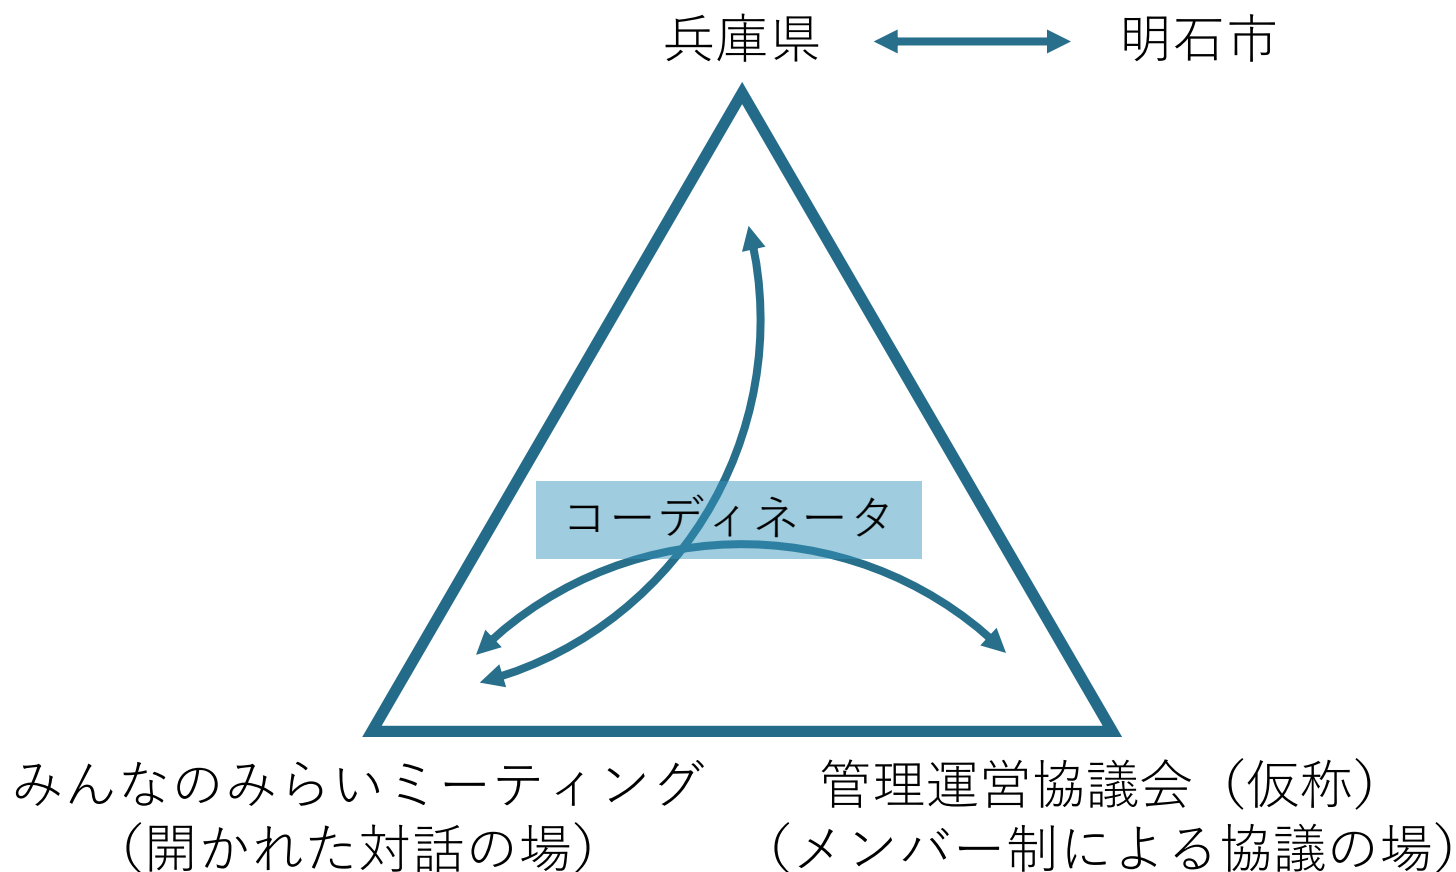 兵庫県
明石市
コーディネータ
みんなのみらいミーティング
（開かれた対話の場）
管理運営協議会（仮称）
（メンバー制による協議の場）